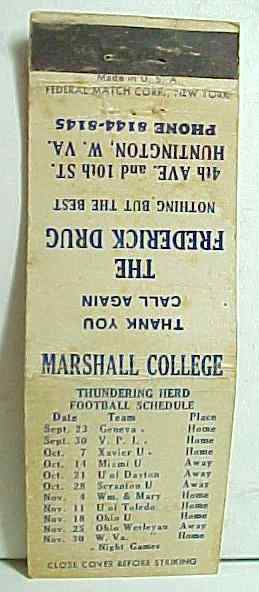 Made in U. S. A.
FEDERAL MATCH CORP., NEW YORK
THANK YOU
CALL AGAIN
THE
FREDERICK DRUG
NOTHING BUT THE BEST
4th AVE. and 10th ST.
HUNTINGTON, W. VA.
PHONE 8144-8145
MARSHALL COLLEGE
THUNDERING HERD
FOOTBALL SCHEDULE
Date Team Place
Sept. 23 Geneva • Home
Sept. 30 V. P. I. • Home
Oct. 7 Xavier U • Home
Oct. 14 Miami U Away
Oct. 21 U of Dayton Away
Oct. 28 Scranton U Away
Nov. 4 Wm. & Mary Home
Nov. 11 U of Toledo Home
Nov. 18 Ohio U Home
Nov. 25 Ohio Wesleyan Away
Nov. 30 W. Va. Home
• Night Games
CLOSE COVER BEFORE STRIKING